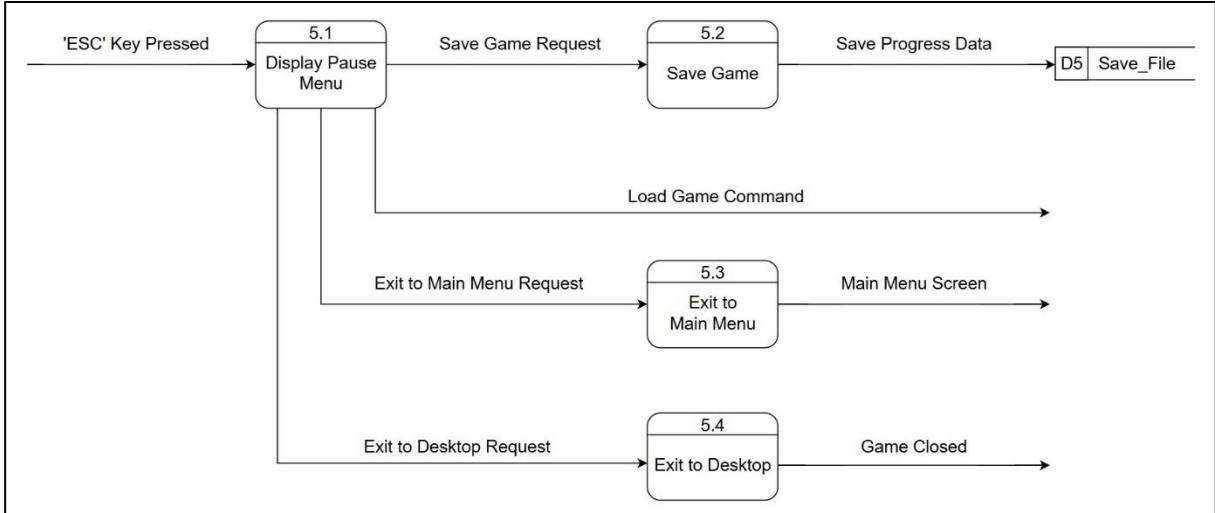 'ESC' Key Pressed
5.1
Display Pause
Menu
Save Game Request
5.2
Save Game
Save Progress Data
D5 Save_File
Load Game Command
Exit to Main Menu Request
5.3
Exit to
Main Menu
Main Menu Screen
Exit to Desktop Request
5.4
Exit to Desktop
Game Closed